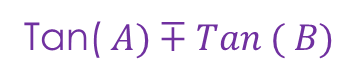 Tan( A) ∓ Tan ( B)